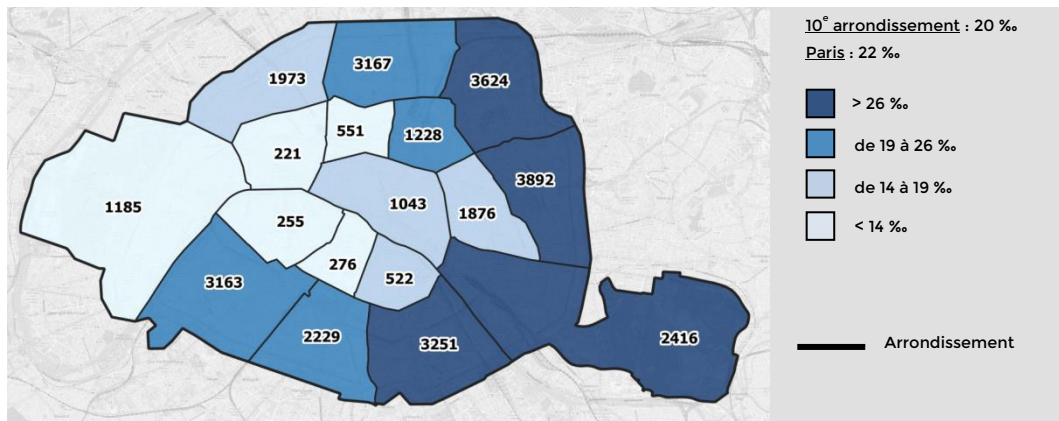 10e arrondissement : 20 ‰
Paris : 22 ‰
> 26 ‰
de 19 à 26 ‰
de 14 à 19 ‰
< 14 ‰
Arrondissement
3167
1973
3624
551
1228
221
3892
1185
1043
1876
255
276
522
3163
2229
3251
2416